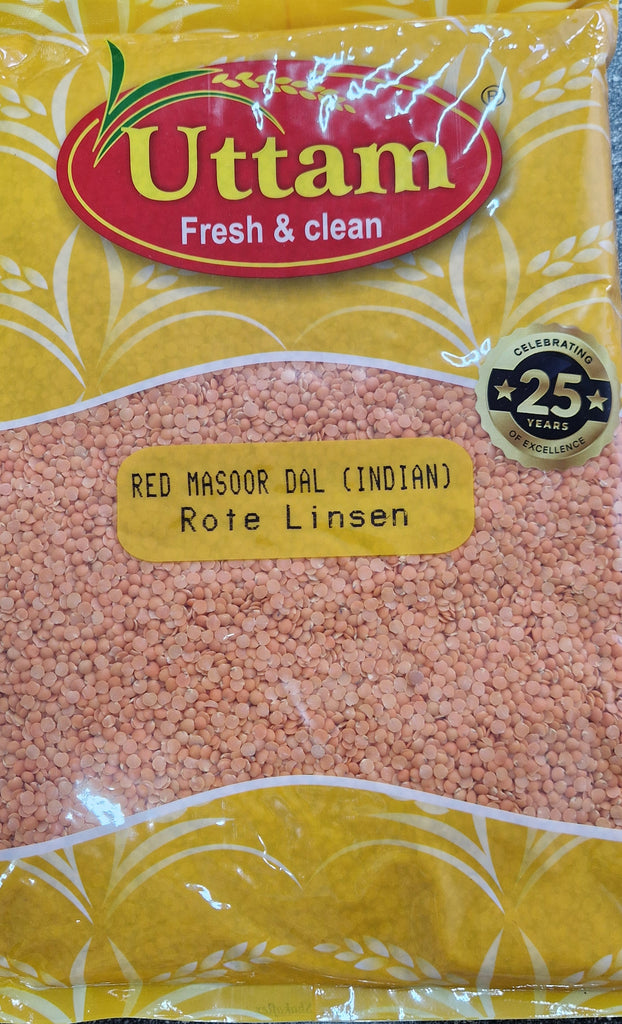 Uttam
®
Fresh & clean
CELEBRATING
25
YEARS
OF EXCELLENCE
RED MASOOR DAL (INDIAN)
Rote Linsen